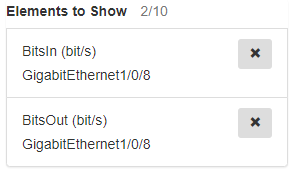 Elements to Show 2/10
BitsIn (bit/s)
GigabitEthernet1/0/8
BitsOut (bit/s)
GigabitEthernet1/0/8